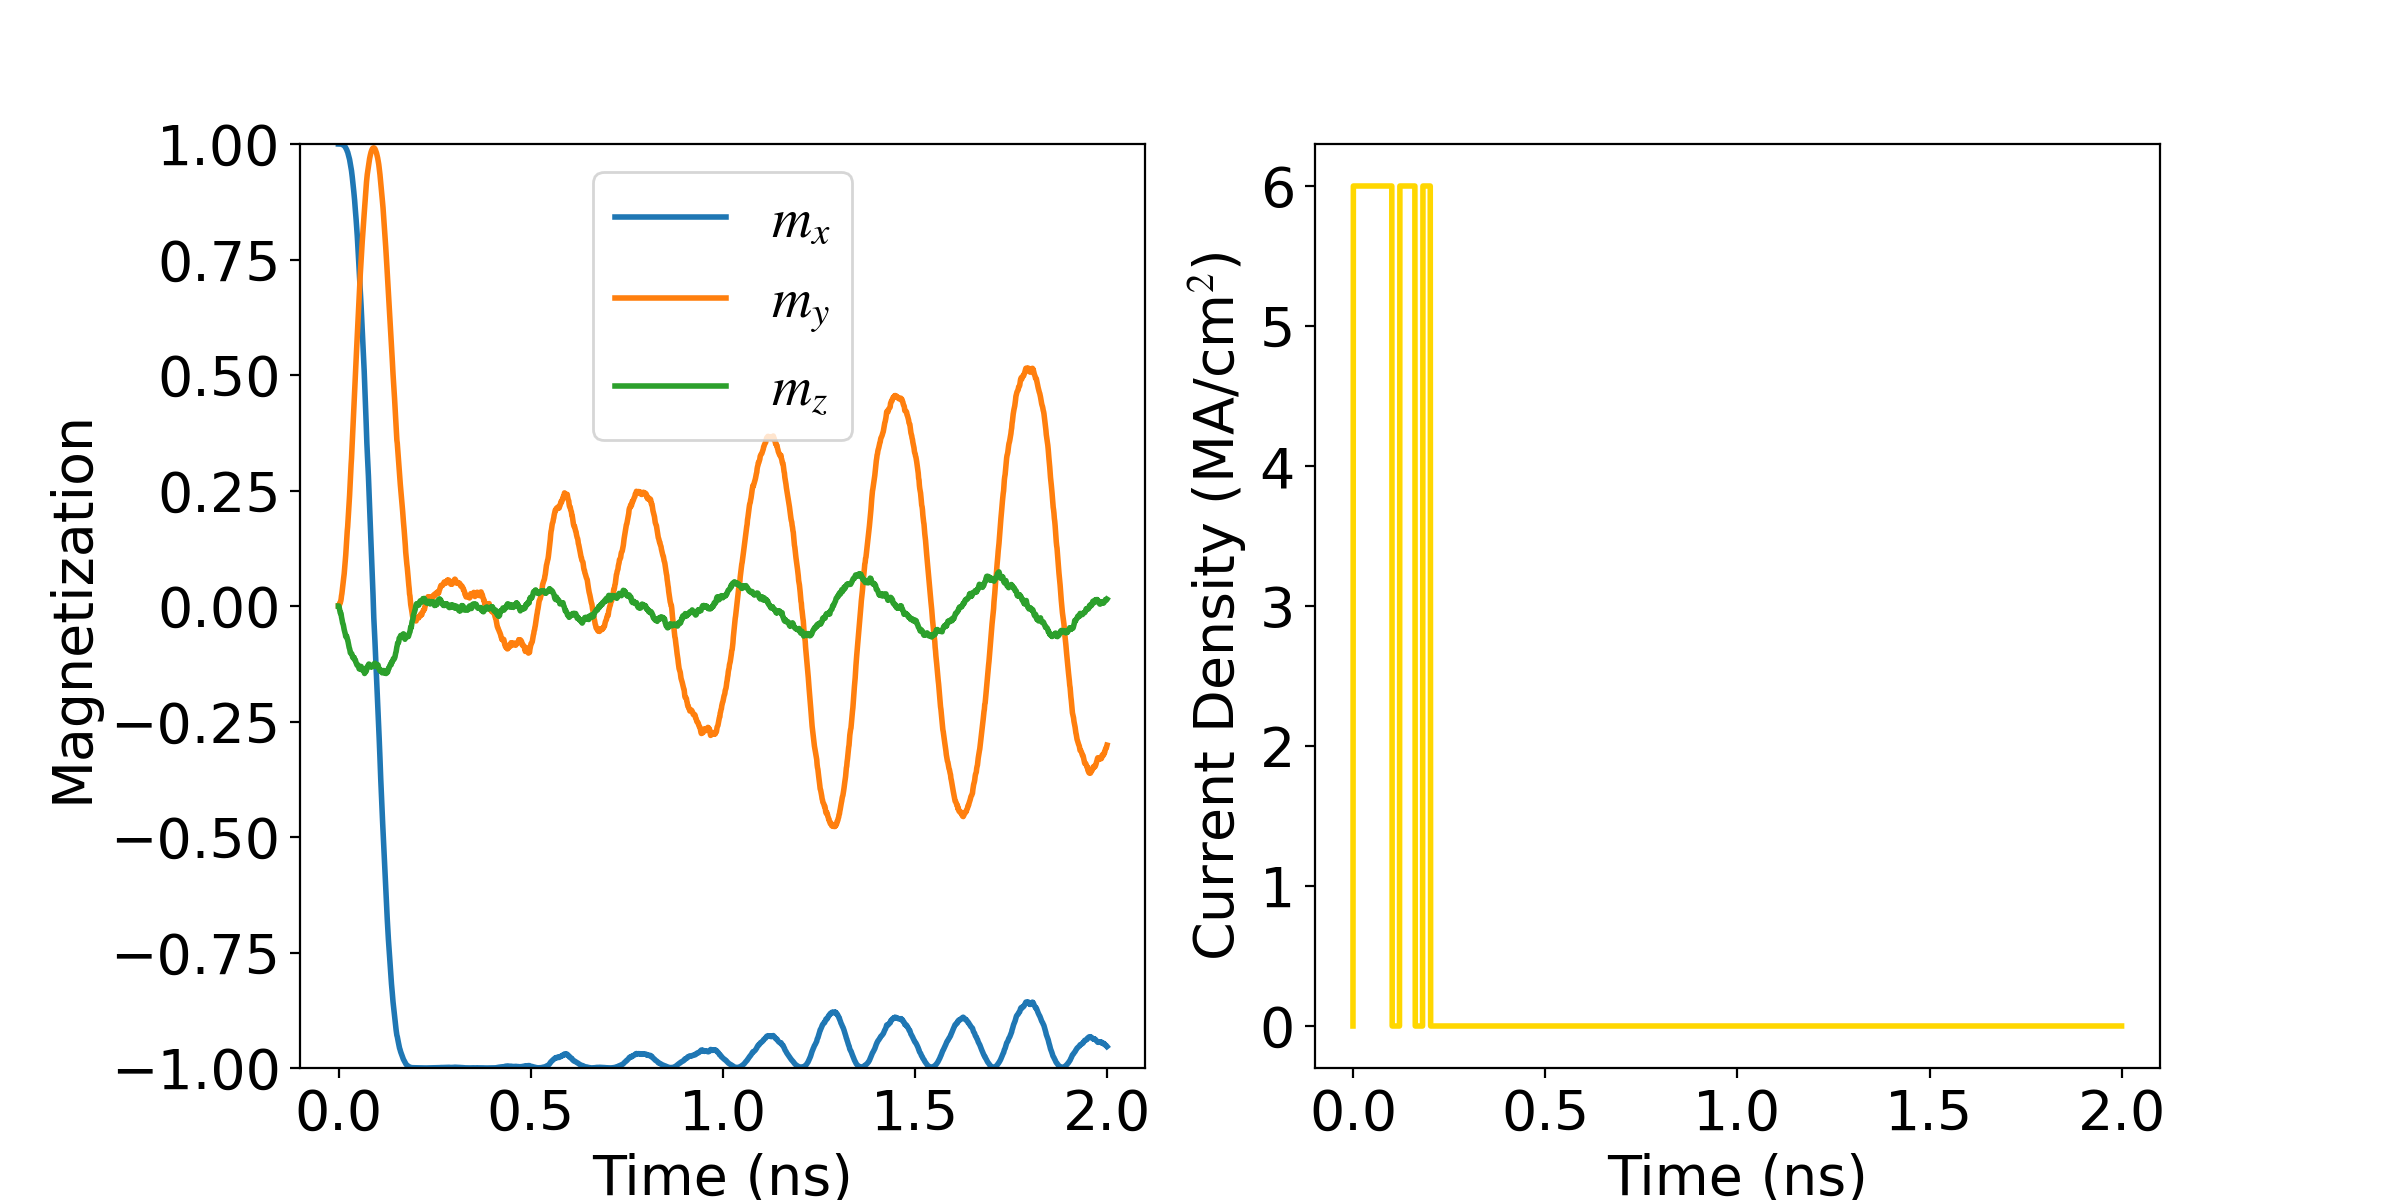 Magnetization
1.00
0.75
0.50
0.25
0.00
−0.25
−0.50
−0.75
−1.00
0.0 0.5 1.0 1.5 2.0
Time (ns)
m_x
m_y
m_z
Current Density (MA/cm²)
6
5
4
3
2
1
0
0.0 0.5 1.0 1.5 2.0
Time (ns)